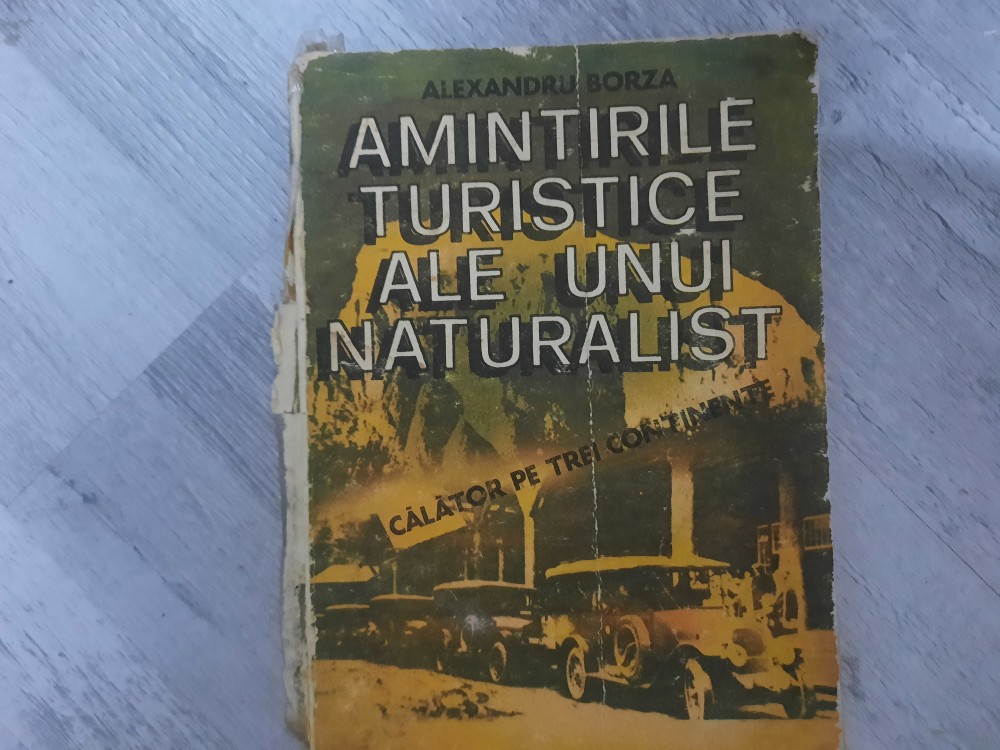 ALEXANDRU BORZA
AMINTIRILE
TURISTICE
ALE UNUI
NATURALIST
CĂLĂTOR PE TREI CONTINENTE